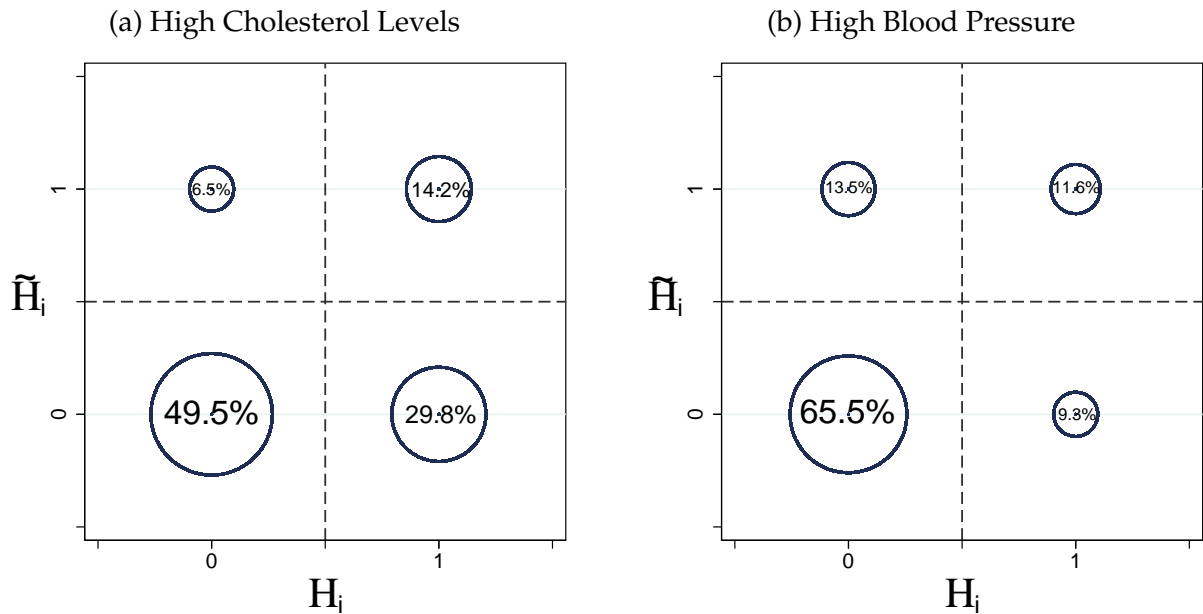 (a) High Cholesterol Levels
1
6.5%
14.2%
H̃ᵢ
0
49.5%
29.8%
0
1
Hᵢ
(b) High Blood Pressure
1
13.5%
11.6%
H̃ᵢ
0
65.5%
9.3%
0
1
Hᵢ